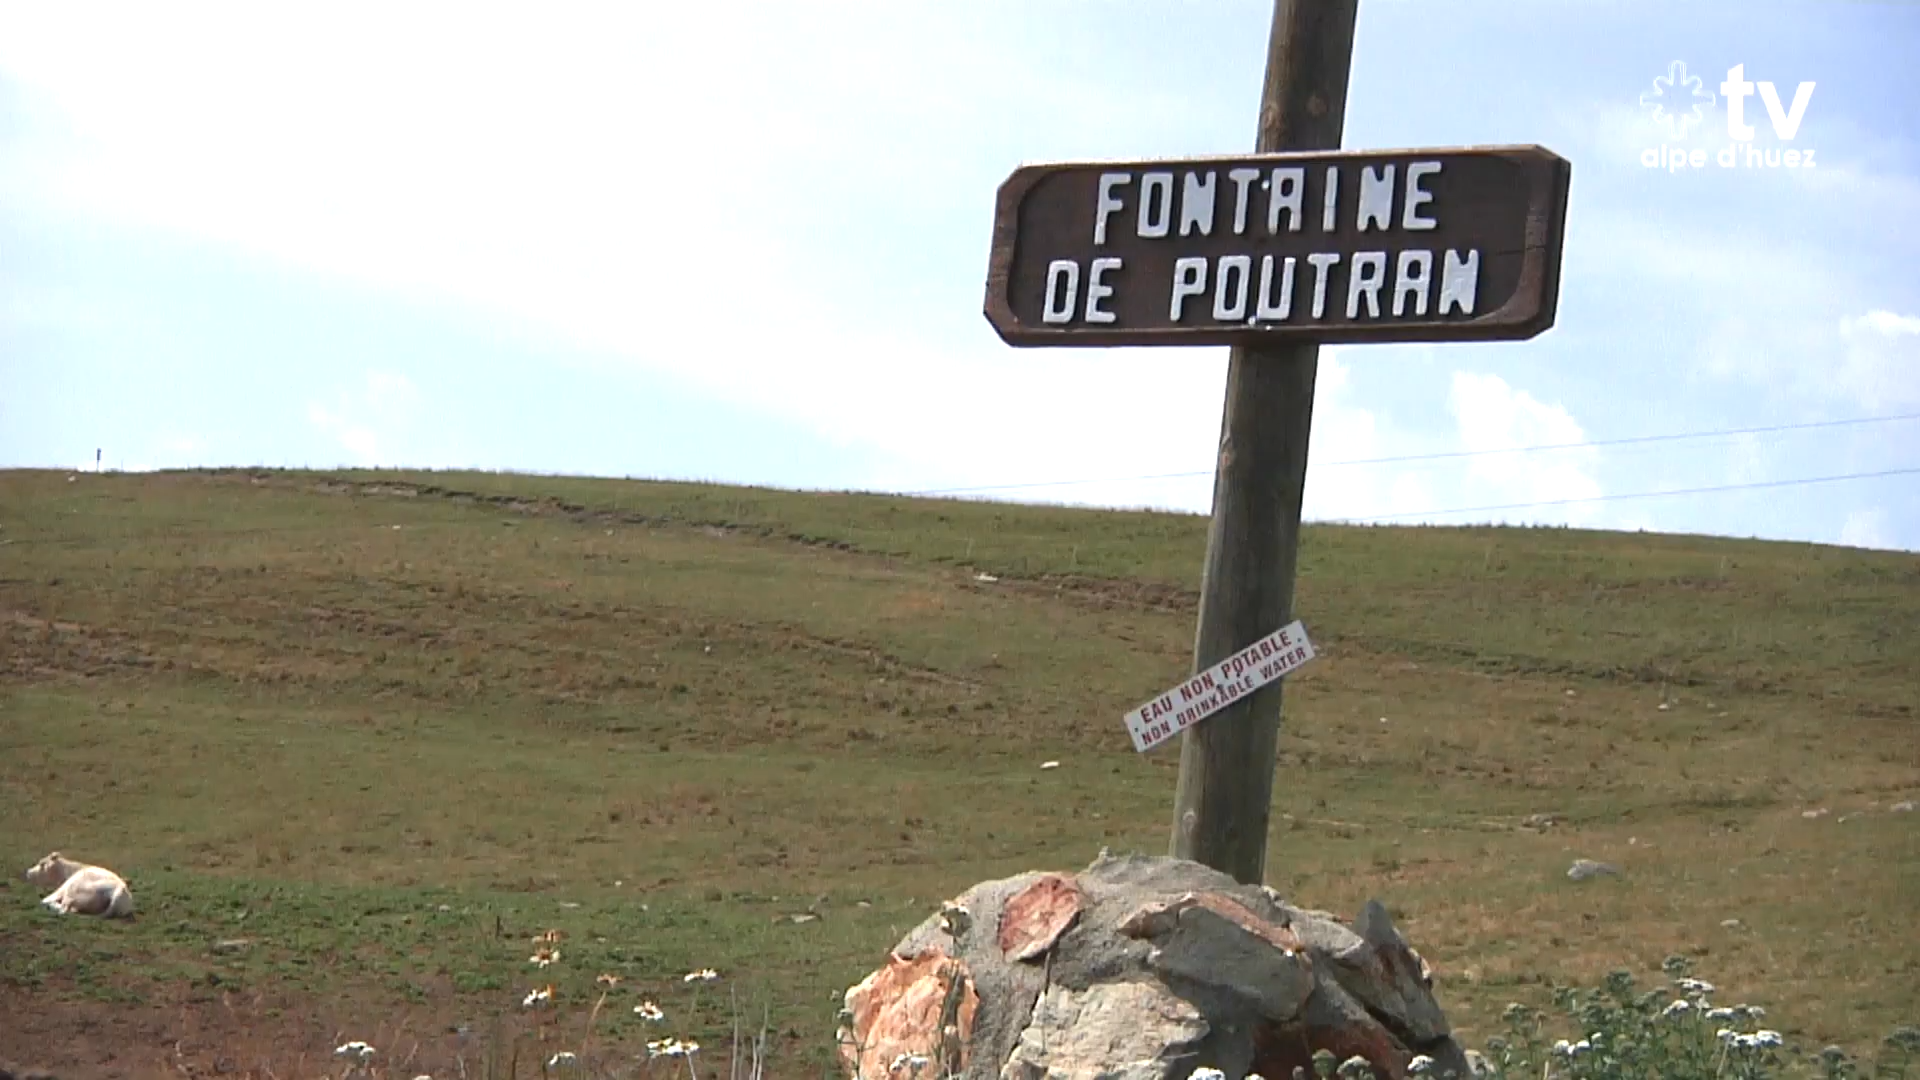 tv
alpe d'huez
FONTAINE
DE POUTRAN
EAU NON POTABLE
NON DRINKABLE WATER